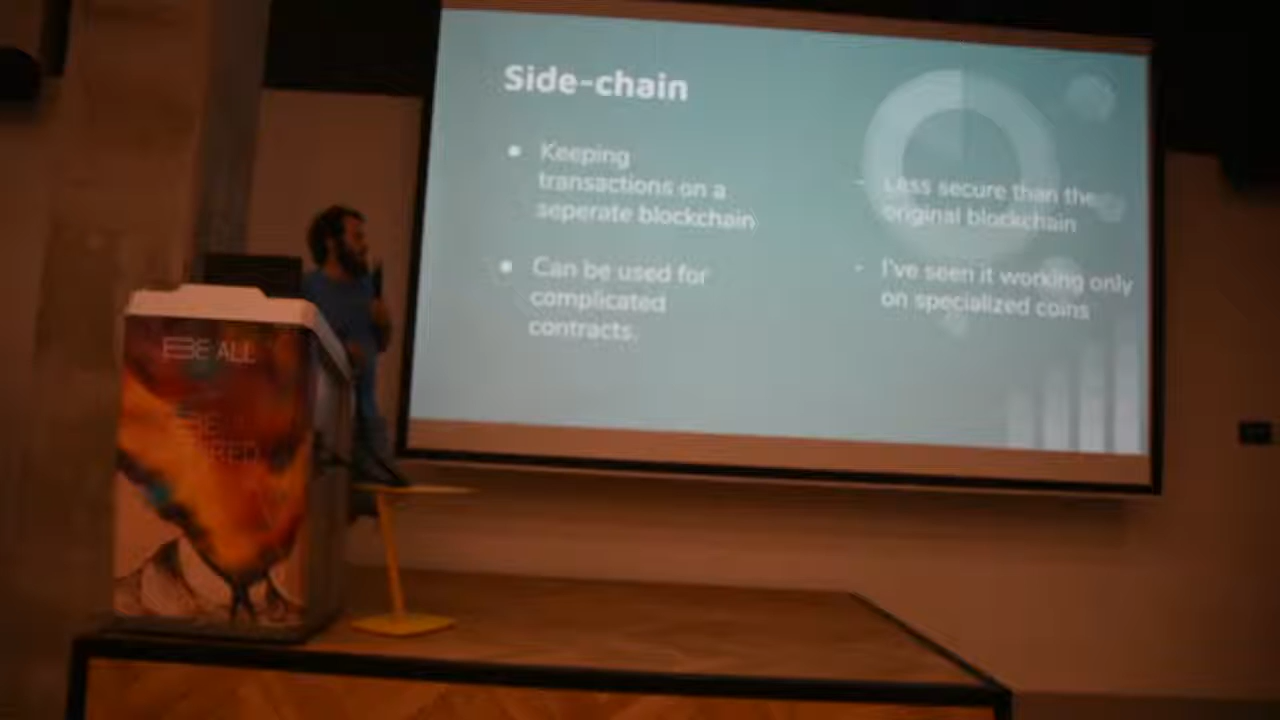 Side-chain
● Keeping
transactions on a
seperate blockchain
● Can be used for
complicated
contracts.
- Less secure than the
original blockchain
- I've seen it working only
on specialized coins
BE ALL
BE